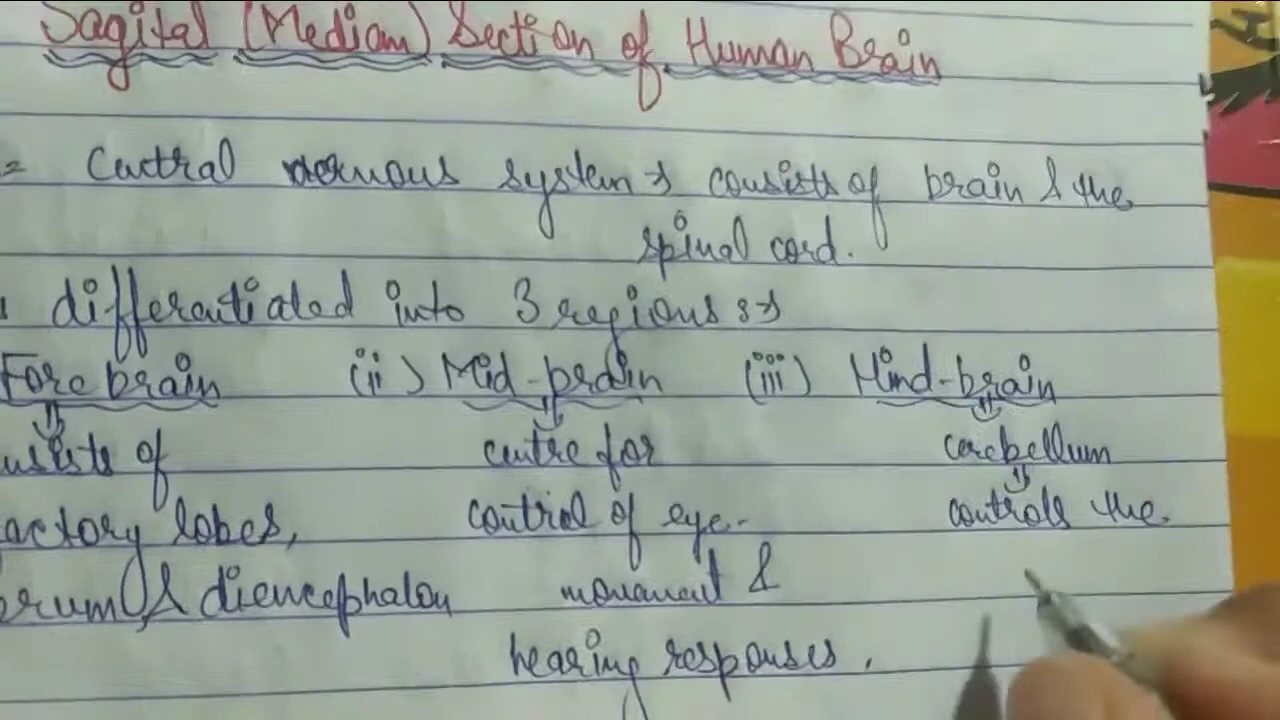 Sagital (Median) Section of Human Brain
= Central nervous system → consists of brain & the
spinal cord.
differentiated into 3 regions :→
Forebrain (ii) Mid-brain (iii) Hind-brain
centre for cerebellum
of
lobes, control of eye- controls the
& diencephalon movement &
hearing responses.